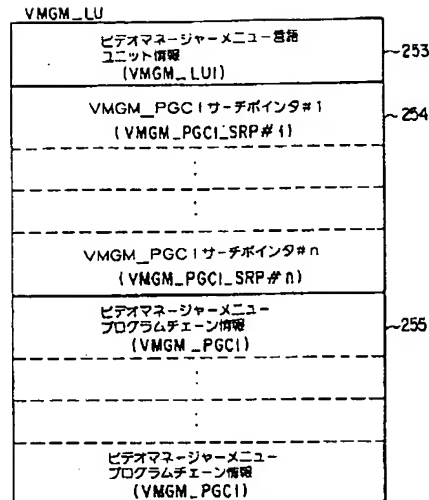 VMGM_LU
ビデオマネージャーメニュー言語
ユニット情報
(VMGM_LUI)
~253
VMGM_PGCIサーチポインタ#1
(VMGM_PGCI_SRP#1)
~254
VMGM_PGCIサーチポインタ#n
(VMGM_PGCI_SRP#n)
ビデオマネージャーメニュー
プログラムチェーン情報
(VMGM_PGCI)
~255
ビデオマネージャーメニュー
プログラムチェーン情報
(VMGM_PGCI)